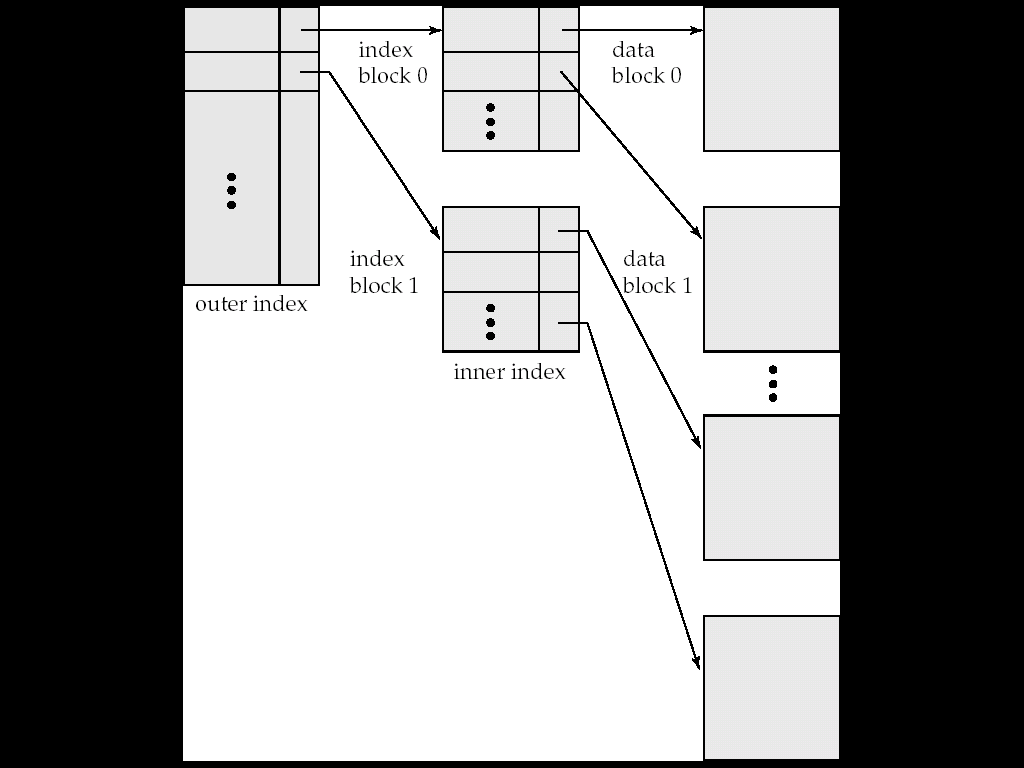 index
block 0
data
block 0
index
block 1
data
block 1
outer index
inner index